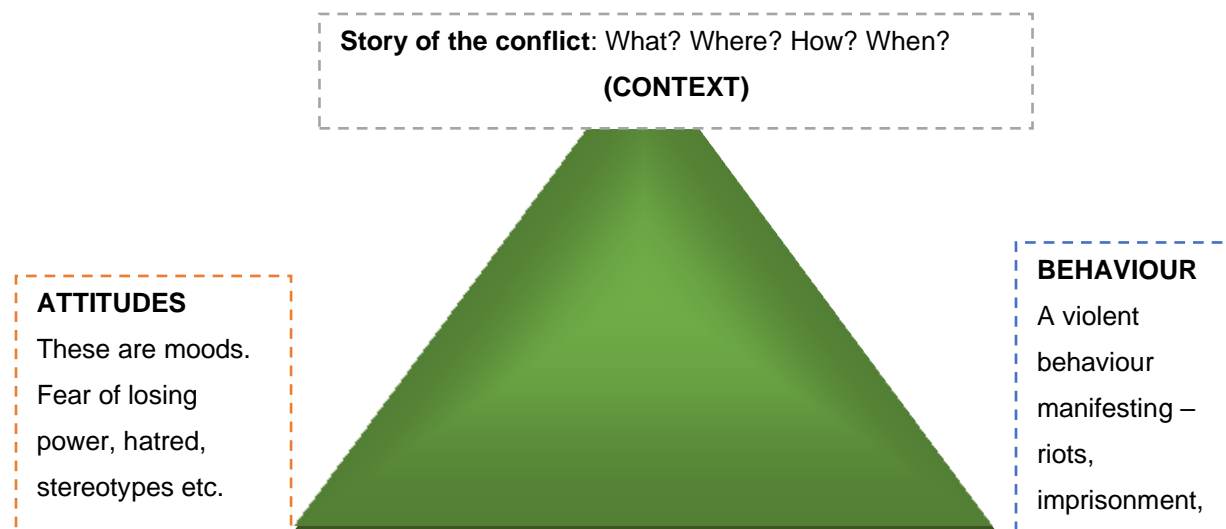 Story of the conflict: What? Where? How? When?
(CONTEXT)
ATTITUDES
These are moods.
Fear of losing
power, hatred,
stereotypes etc.
BEHAVIOUR
A violent
behaviour
manifesting –
riots,
imprisonment,